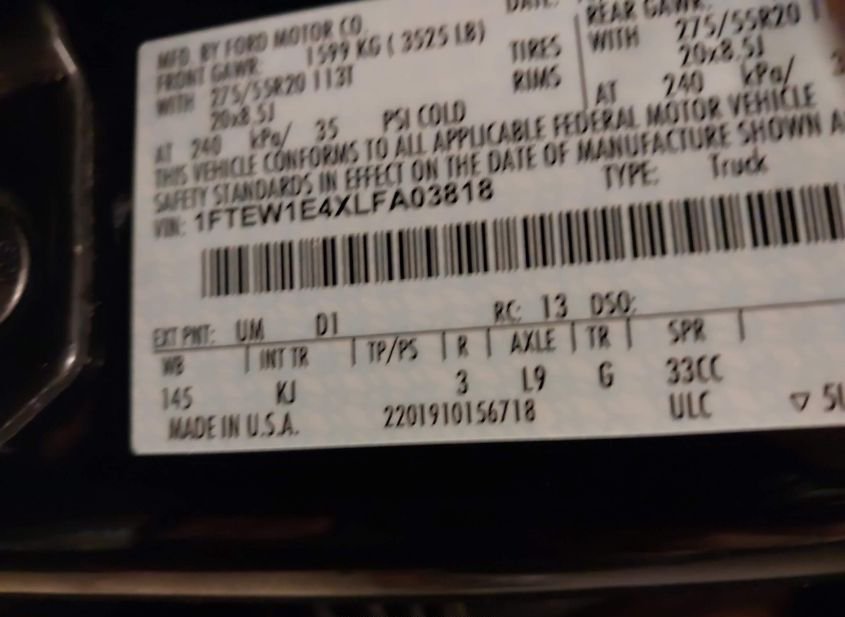 DATE:
MFD. BY FORD MOTOR CO.
FRONT GAWR: 1599 KG ( 3525 LB)
REAR GAWR:
WITH 275/55R20 113T TIRES WITH 275/55R20
20x8.5J RIMS 20x8.5J
AT 240 kPa/ 35 PSI COLD AT 240 kPa/
THIS VEHICLE CONFORMS TO ALL APPLICABLE FEDERAL MOTOR VEHICLE
SAFETY STANDARDS IN EFFECT ON THE DATE OF MANUFACTURE SHOWN
VIN: 1FTEW1E4XLFA03818 TYPE: Truck
EXT PNT: UM D1 RC: 13 DSO:
WB INT TR TP/PS R AXLE TR SPR
145 KJ 3 L9 G 33CC
MADE IN U.S.A. 2201910156718 ULC